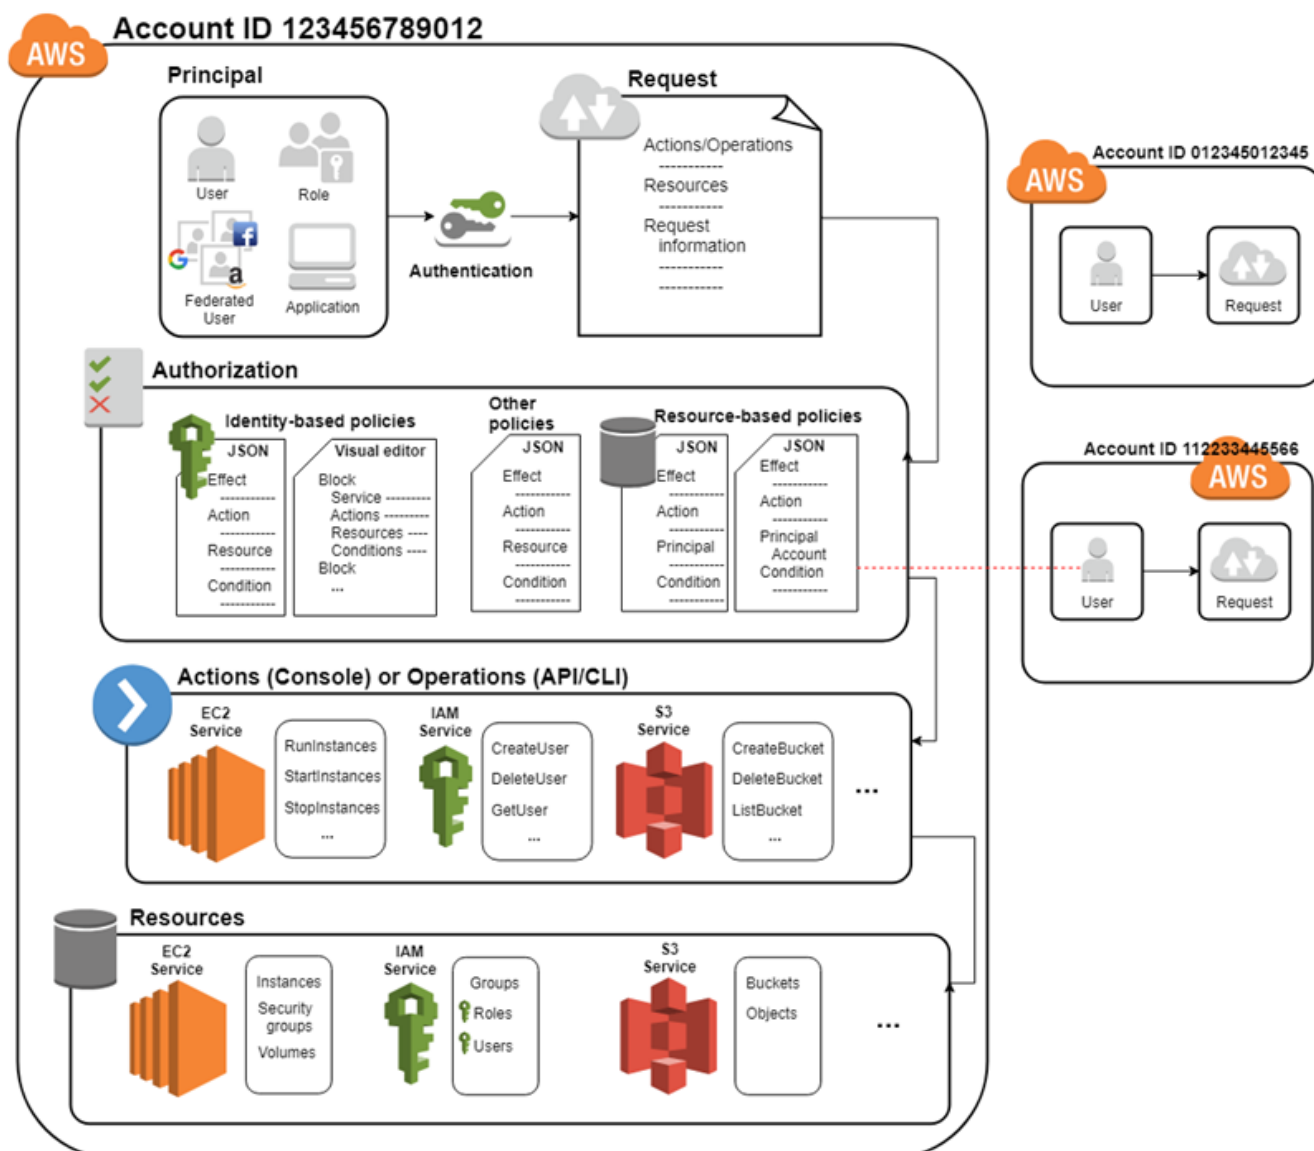 AWS
Account ID 123456789012
Principal
User
Role
Federated
User
a
Application
f
G
Authentication
Request
Actions/Operations
-----------
Resources
-----------
Request
information
-----------
-----------
Authorization
Identity-based policies
JSON
Effect
-----------
Action
-----------
Resource
-----------
Condition
-----------
Visual editor
Block
Service ---------
Actions ---------
Resources ----
Conditions ----
Block
...
Other
policies
JSON
Effect
-----------
Action
-----------
Resource
-----------
Condition
-----------
Resource-based policies
JSON
Effect
-----------
Action
-----------
Principal
-----------
Condition
-----------
JSON
Effect
-----------
Action
-----------
Principal
Account
Condition
-----------
Actions (Console) or Operations (API/CLI)
EC2
Service
RunInstances
StartInstances
StopInstances
...
IAM
Service
CreateUser
DeleteUser
GetUser
...
S3
Service
CreateBucket
DeleteBucket
ListBucket
...
...
Resources
EC2
Service
Instances
Security
groups
Volumes
IAM
Service
Groups
Roles
Users
S3
Service
Buckets
Objects
...
Account ID 012345012345
AWS
User
Request
Account ID 112233445566
AWS
User
Request